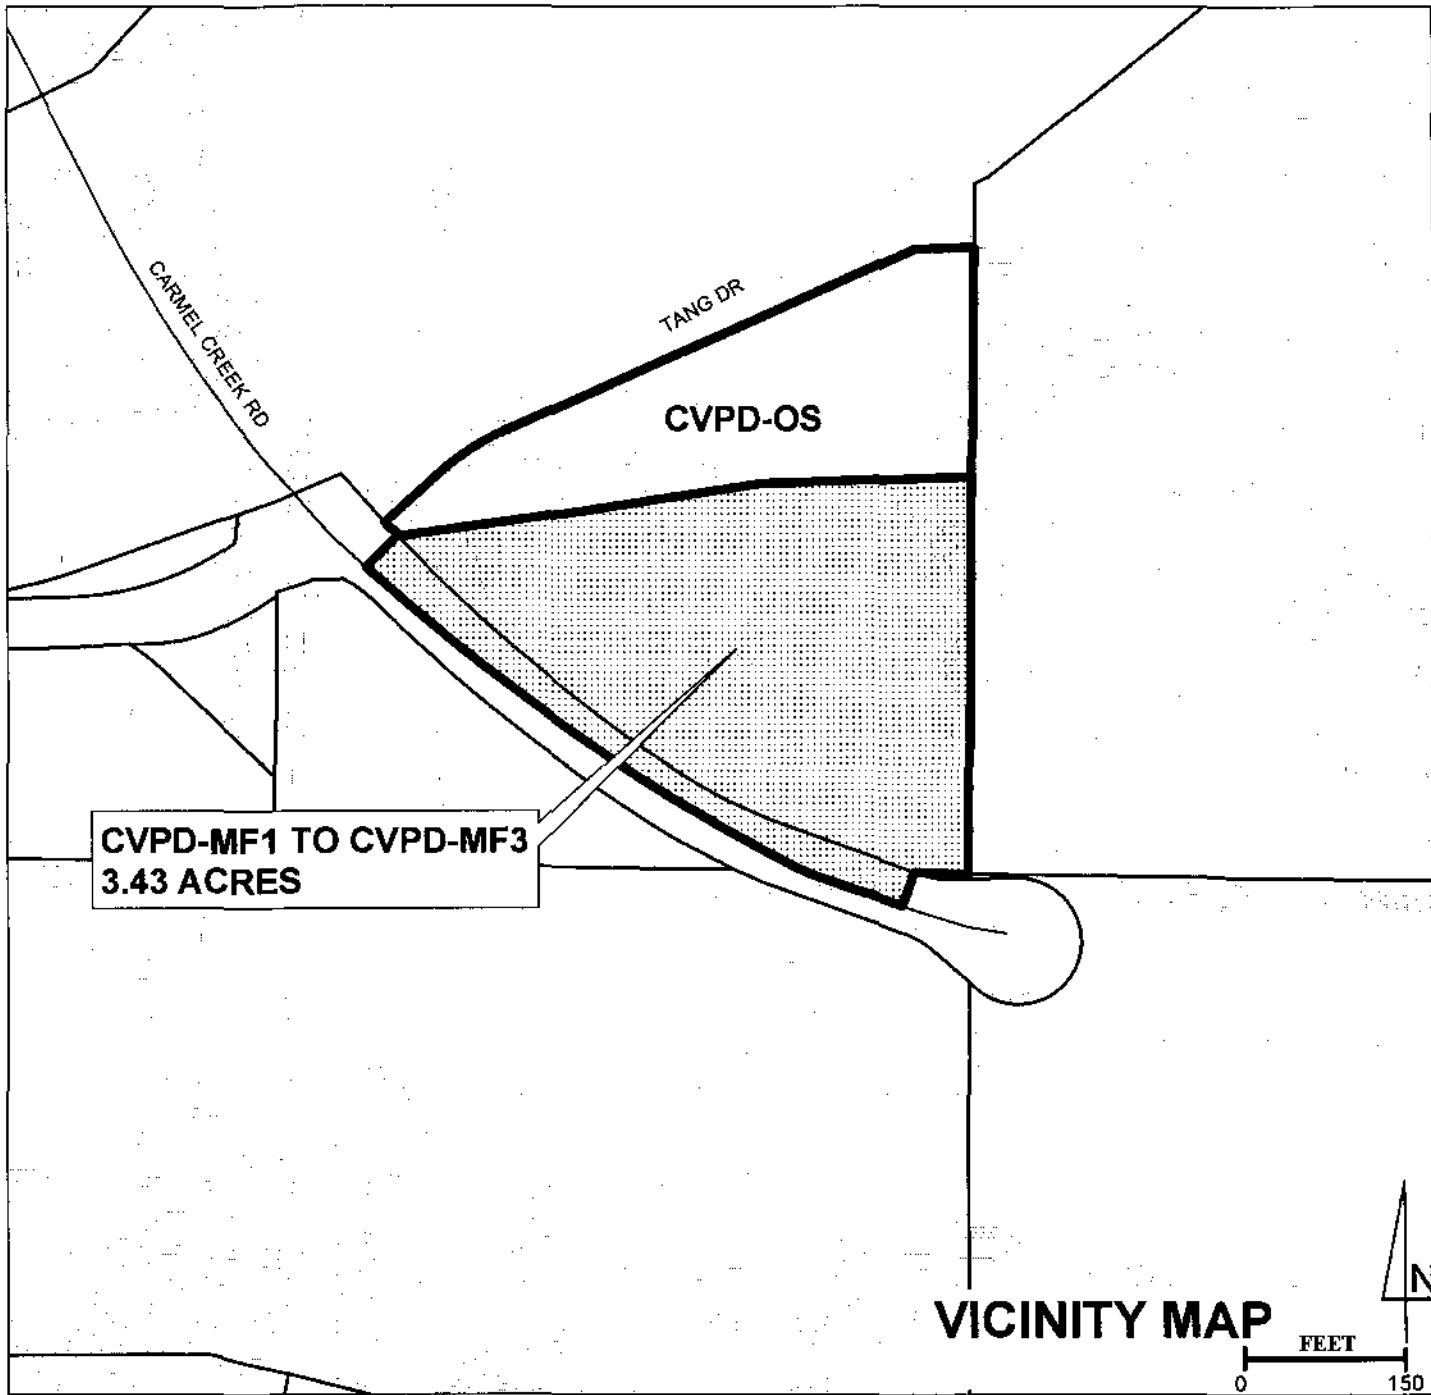 CARMEL CREEK RD
TANG DR
CVPD-OS
CVPD-MF1 TO CVPD-MF3
3.43 ACRES
N
VICINITY MAP
FEET
0 150